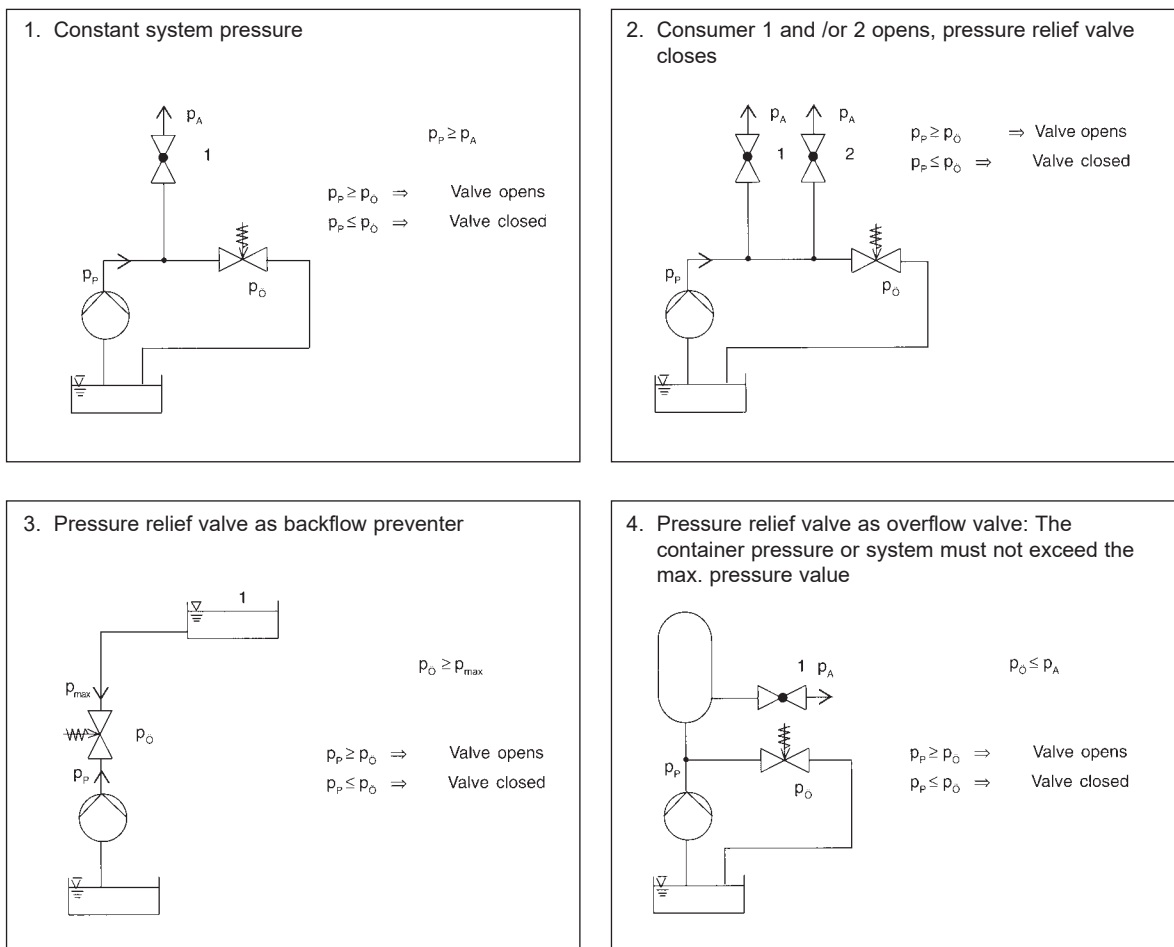 1. Constant system pressure
p_A
1
p_P ≥ p_A
p_P ≥ p_Ö ⇒ Valve opens
p_P ≤ p_Ö ⇒ Valve closed
p_P
p_Ö
2. Consumer 1 and /or 2 opens, pressure relief valve
closes
p_A p_A
1 2
p_P ≥ p_Ö ⇒ Valve opens
p_P ≤ p_Ö ⇒ Valve closed
p_P
p_Ö
3. Pressure relief valve as backflow preventer
1
p_Ö ≥ p_max
p_max
p_Ö
p_P ≥ p_Ö ⇒ Valve opens
p_P
p_P ≤ p_Ö ⇒ Valve closed
4. Pressure relief valve as overflow valve: The
container pressure or system must not exceed the
max. pressure value
1 p_A
p_Ö ≤ p_A
p_P ≥ p_Ö ⇒ Valve opens
p_P
p_P ≤ p_Ö ⇒ Valve closed
p_Ö